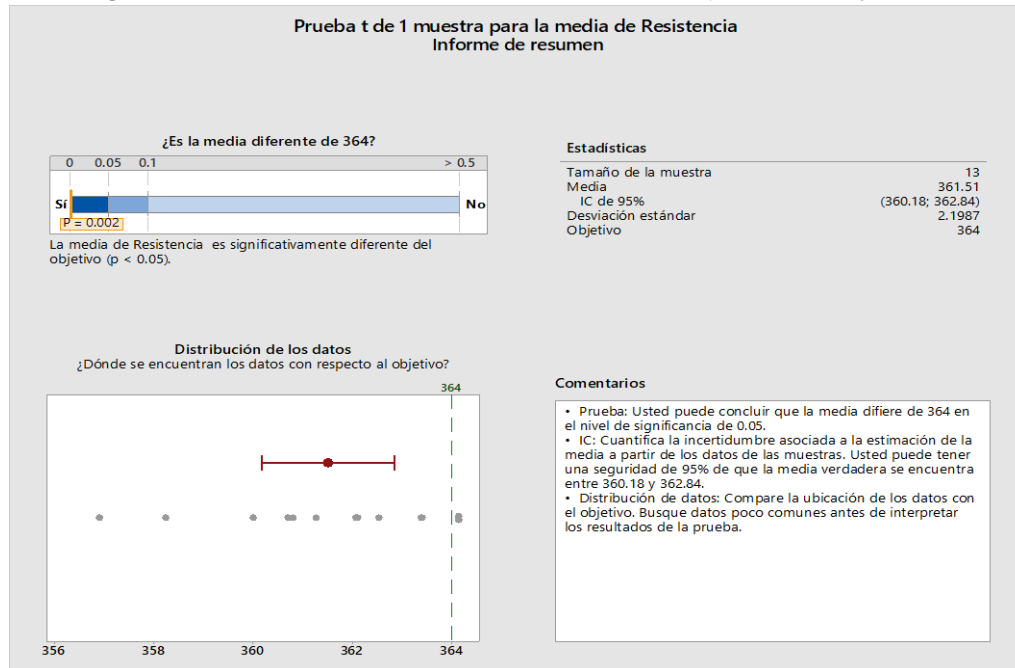 Prueba t de 1 muestra para la media de Resistencia
Informe de resumen
¿Es la media diferente de 364?
0 0.05 0.1 > 0.5
Sí No
P = 0.002
La media de Resistencia es significativamente diferente del
objetivo (p < 0.05).
Estadísticas
Tamaño de la muestra 13
Media 361.51
IC de 95% (360.18; 362.84)
Desviación estándar 2.1987
Objetivo 364
Distribución de los datos
¿Dónde se encuentran los datos con respecto al objetivo?
364
356 358 360 362 364
Comentarios
• Prueba: Usted puede concluir que la media difiere de 364 en
el nivel de significancia de 0.05.
• IC: Cuantifica la incertidumbre asociada a la estimación de la
media a partir de los datos de las muestras. Usted puede tener
una seguridad de 95% de que la media verdadera se encuentra
entre 360.18 y 362.84.
• Distribución de datos: Compare la ubicación de los datos con
el objetivo. Busque datos poco comunes antes de interpretar
los resultados de la prueba.